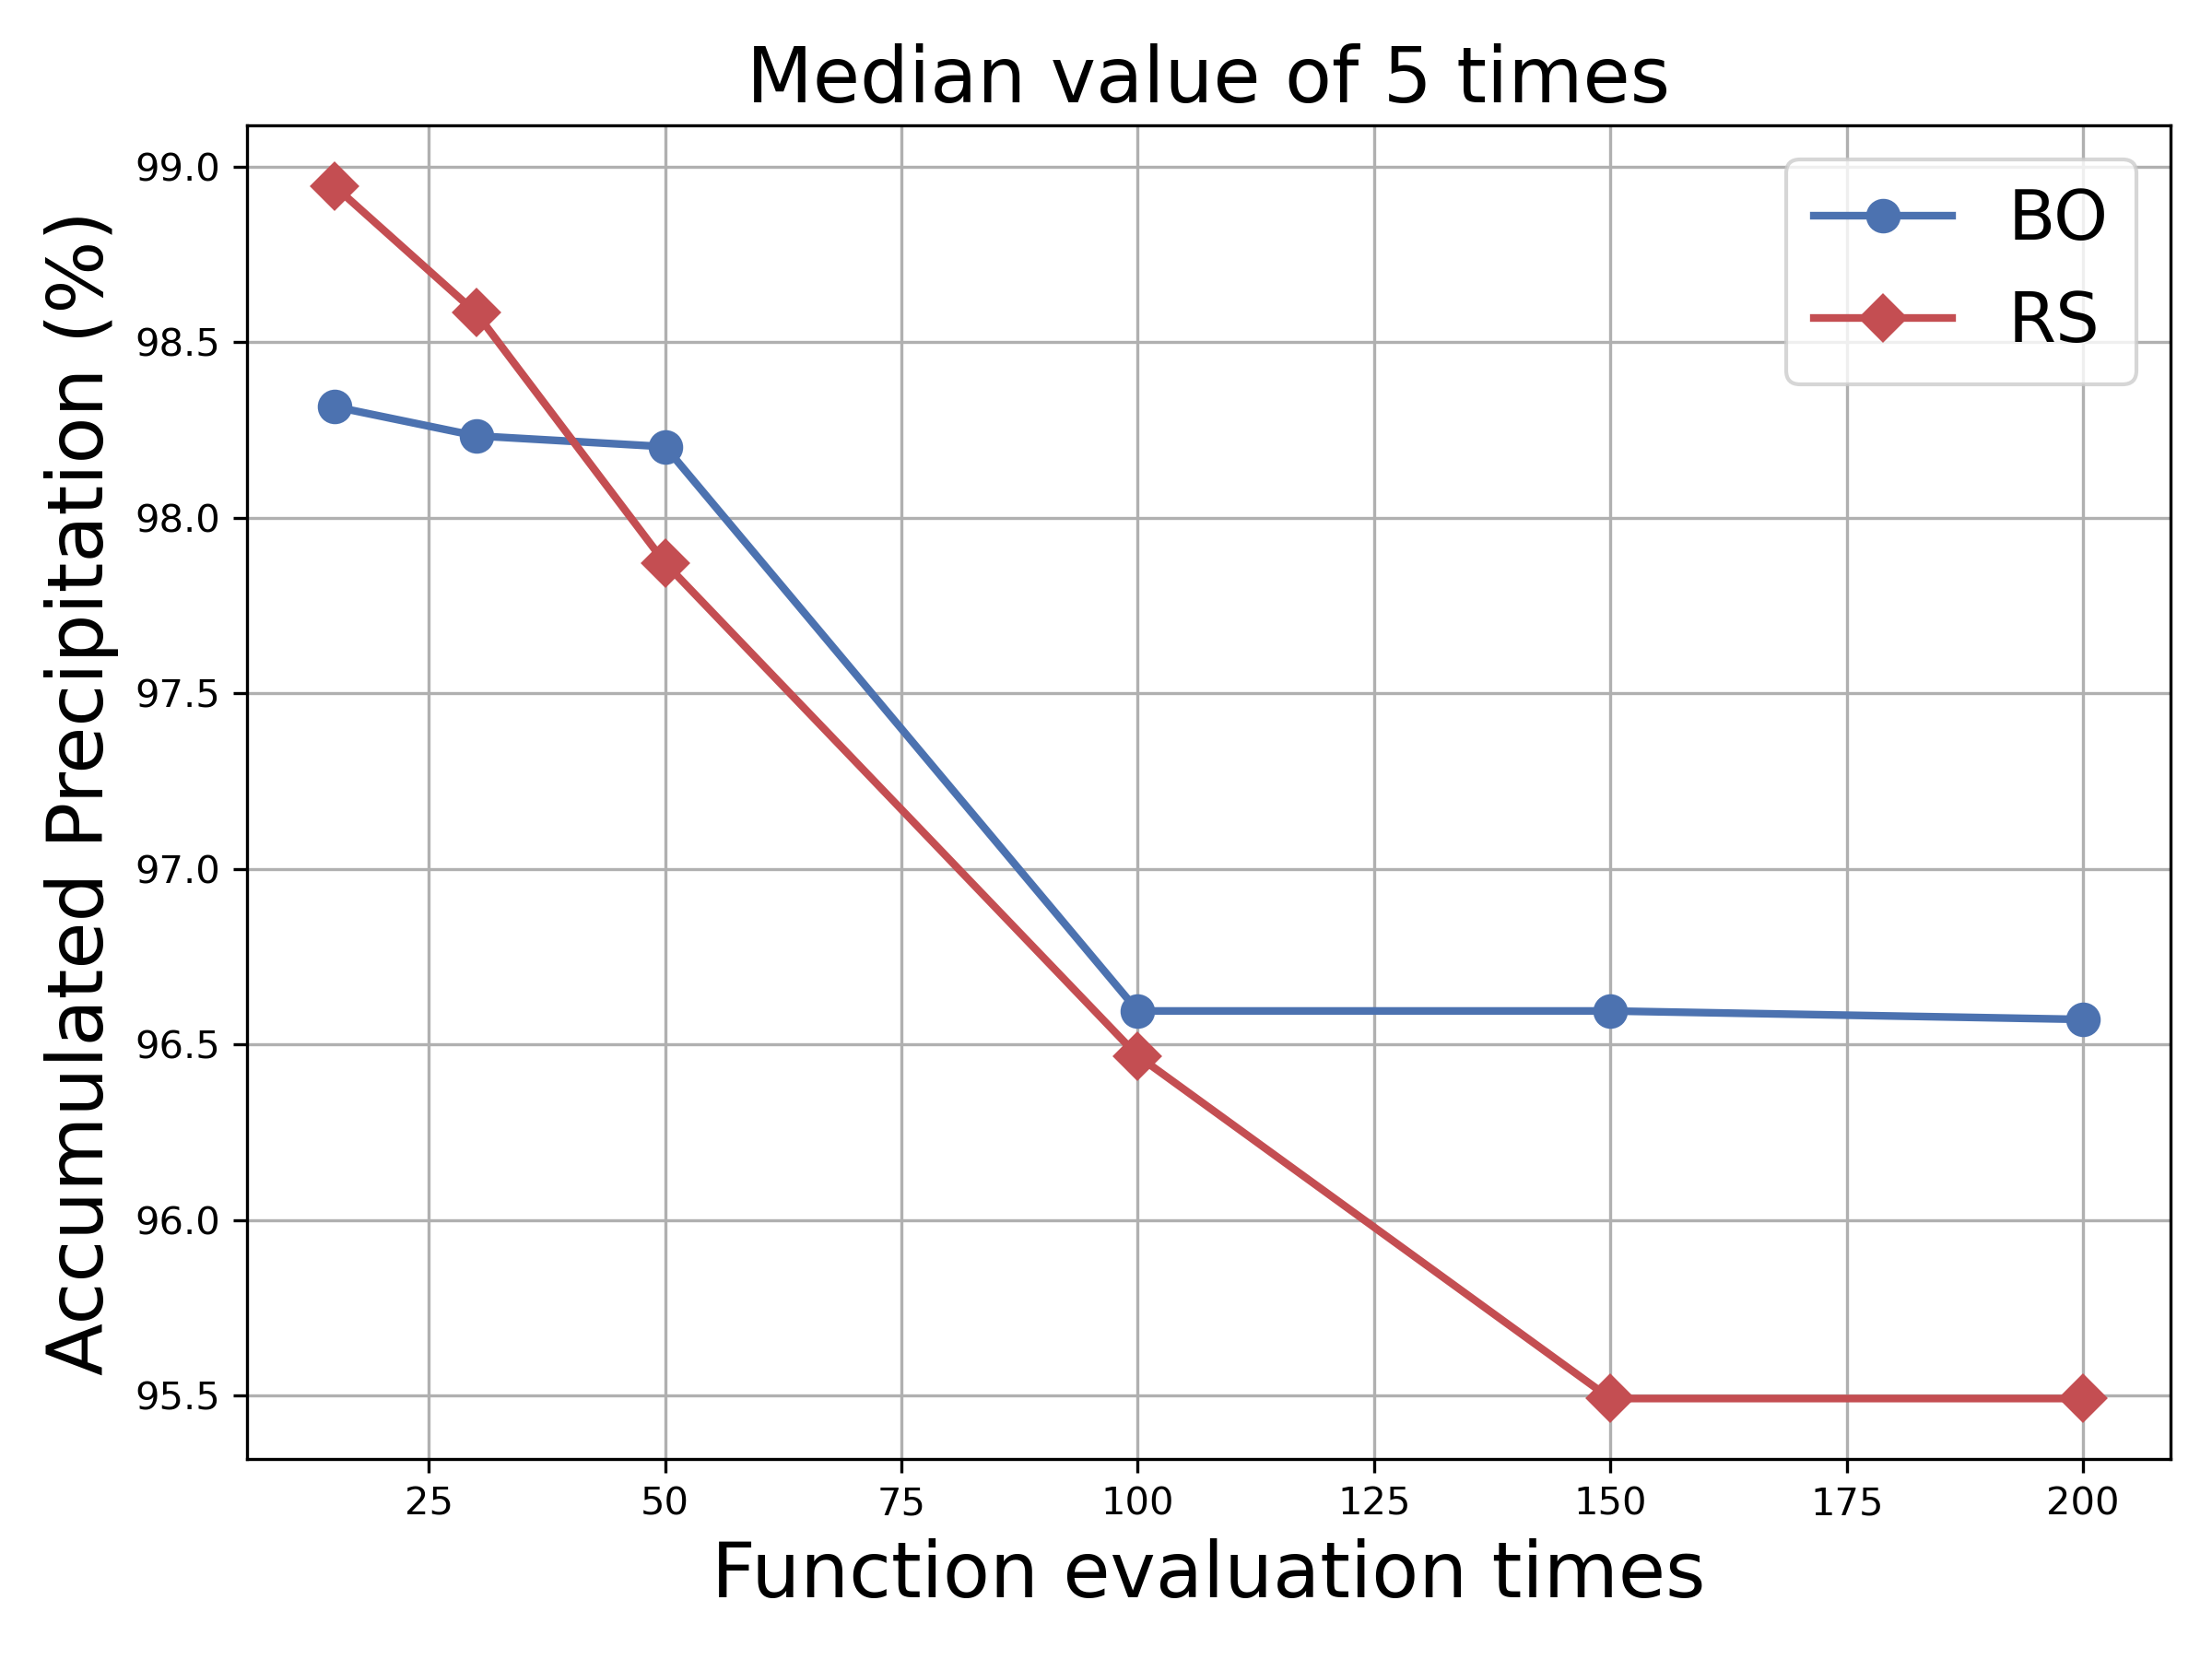 Median value of 5 times
BO
RS
Accumulated Precipitation (%)
99.0
98.5
98.0
97.5
97.0
96.5
96.0
95.5
25 50 75 100 125 150 175 200
Function evaluation times